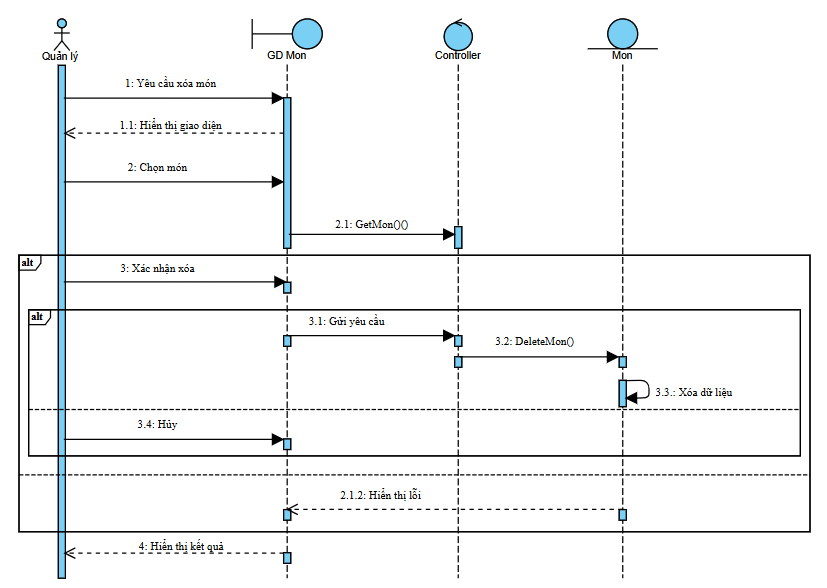 Quản lý
GD Mon
Controller
Mon
1: Yêu cầu xóa món
1.1: Hiển thị giao diện
2: Chọn món
2.1: GetMon()()
alt
3: Xác nhận xóa
alt
3.1: Gửi yêu cầu
3.2: DeleteMon()
3.3.: Xóa dữ liệu
3.4: Hủy
2.1.2: Hiển thị lỗi
4: Hiển thị kết quả